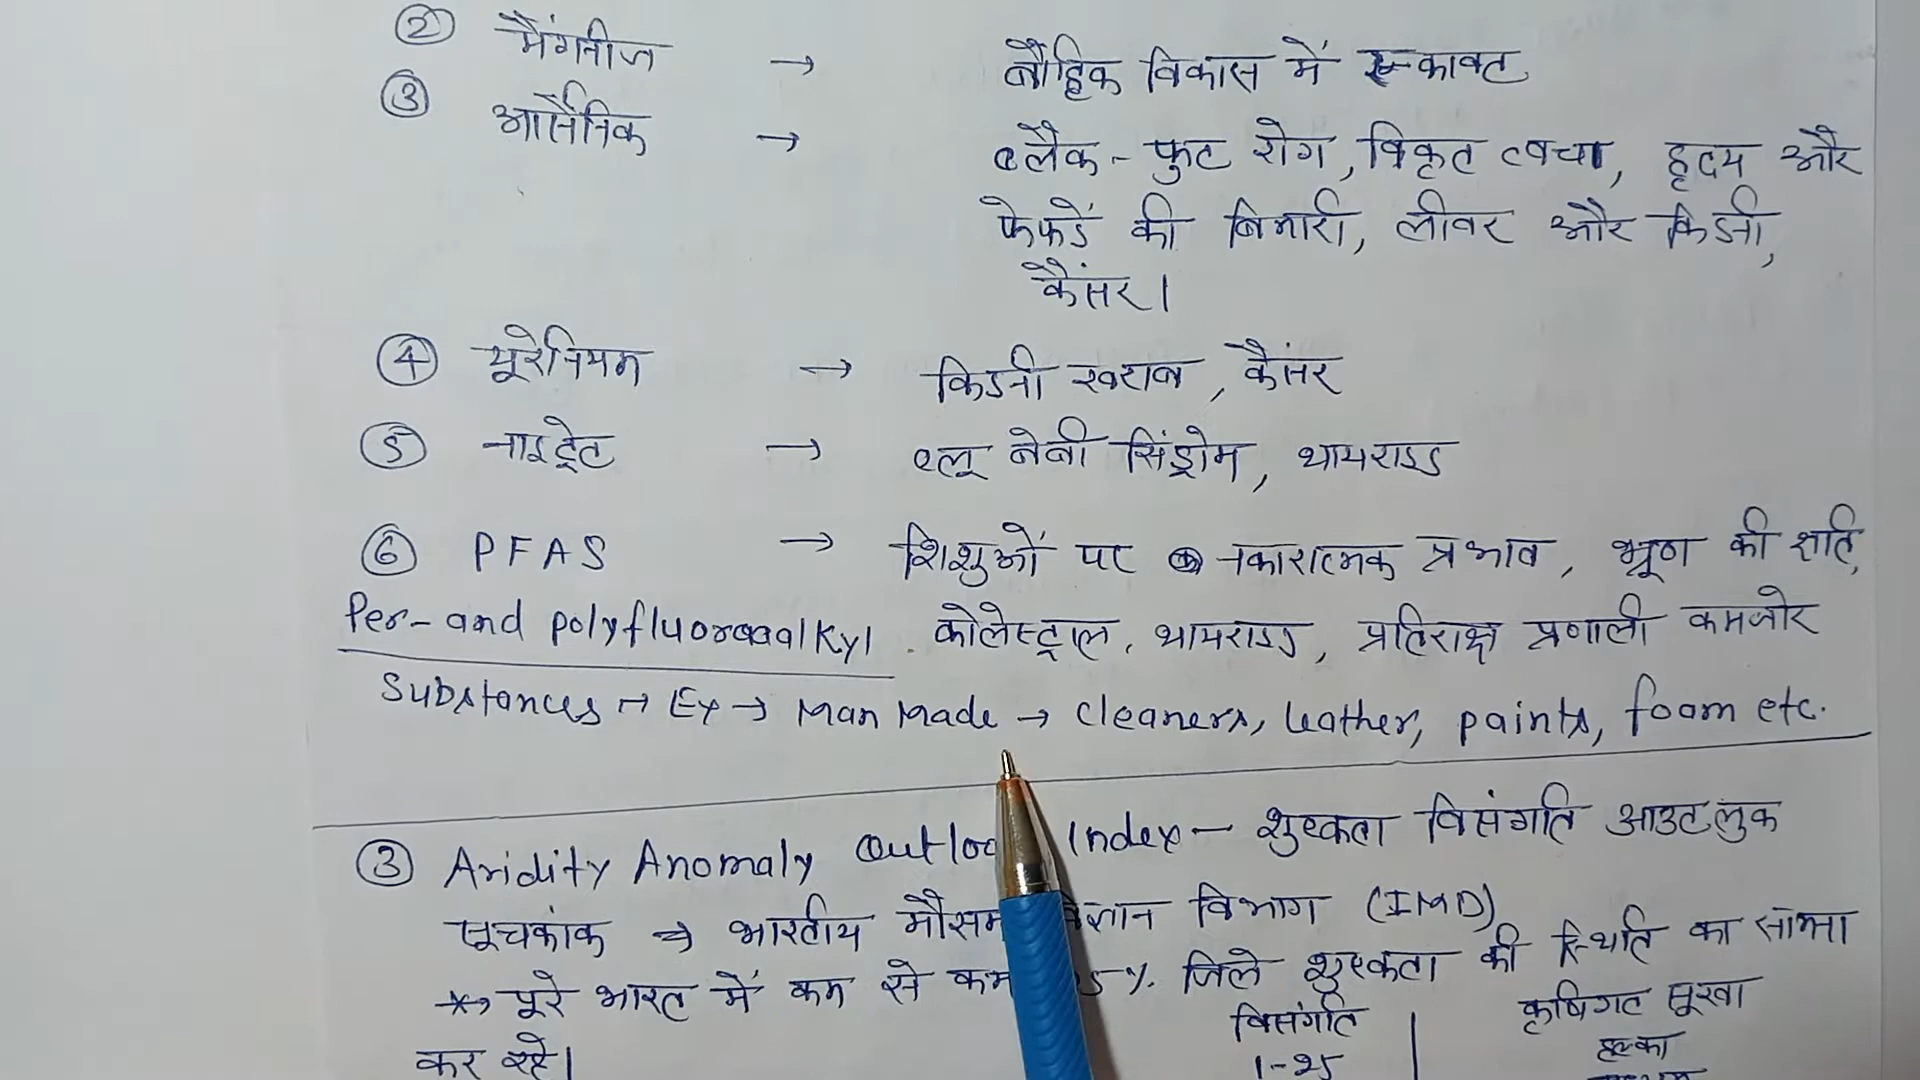 ② मैंगनीज → बौद्धिक विकास में रूकावट
③ आर्सेनिक → ब्लैक-फुट रोग, विकृत त्वचा, हृदय और
फेफडें की बिमारी, लीवर और किडनी,
कैंसर।
④ यूरेनियम → किडनी खराब, कैंसर
⑤ नाइट्रेट → ब्लू बेबी सिंड्रोम, थायराइड
⑥ PFAS → शिशुओं पर नकारात्मक प्रभाव, भ्रूण की क्षति,
Per- and polyfluoroaalkyl कोलेस्ट्राल, थायराइड, प्रतिरक्ष प्रणाली कमजोर
Substances → Ex → Man Made → cleaners, leather, paints, foam etc.
③ Aridity Anomaly Index - शुष्कता विसंगति आउटलुक
सूचकांक → भारतीय विभाग (IMD)
*→ पूरे भारत में कम से कम % जिले शुष्कता की स्थिति का सामना
कर रहे।
विसंगति | कृषिगत सूखा
1-25 | हल्का